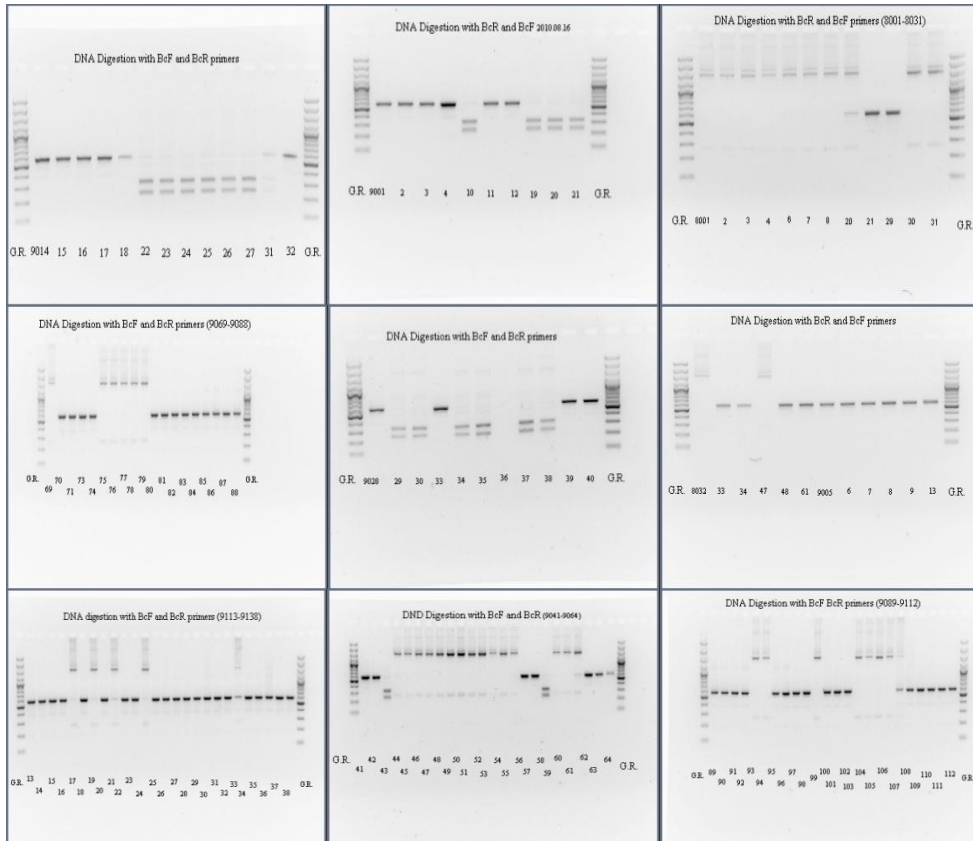 DNA Digestion with BcF and BcR primers
G.R. 9014 15 16 17 18 22 23 24 25 26 27 31 32 G.R.
DNA Digestion with BcR and BcF 2010.08.16
G.R. 9001 2 3 4 10 11 12 19 20 21 G.R.
DNA Digestion with BcR and BcF primers (8001-8031)
G.R. 8001 2 3 4 6 7 8 20 21 29 30 31 G.R.
DNA Digestion with BcF and BcR primers (9069-9088)
G.R. 70 73 75 77 79 81 83 85 87 G.R.
69 71 74 76 78 80 82 84 86 88
DNA Digestion with BcF and BcR primers
G.R. 9028 29 30 33 34 35 36 37 38 39 40 G.R.
DNA Digestion with BcR and BcF primers
G.R. 8032 33 34 47 48 61 9005 6 7 8 9 13 G.R.
DNA digestion with BcF and BcR primers (9113-9138)
G.R. 13 15 17 19 21 23 25 27 29 31 33 35 37 G.R.
14 16 18 20 22 24 26 28 30 32 34 36 38
DND Digestion with BcF and BcR (9041-9064)
G.R. 42 44 46 48 50 52 54 56 58 60 62 64 G.R.
41 43 45 47 49 51 53 55 57 59 61 63
DNA Digestion with BcF BcR primers (9089-9112)
G.R. 89 91 93 95 97 99 100 102 104 106 108 110 112 G.R.
90 92 94 96 98 101 103 105 107 109 111